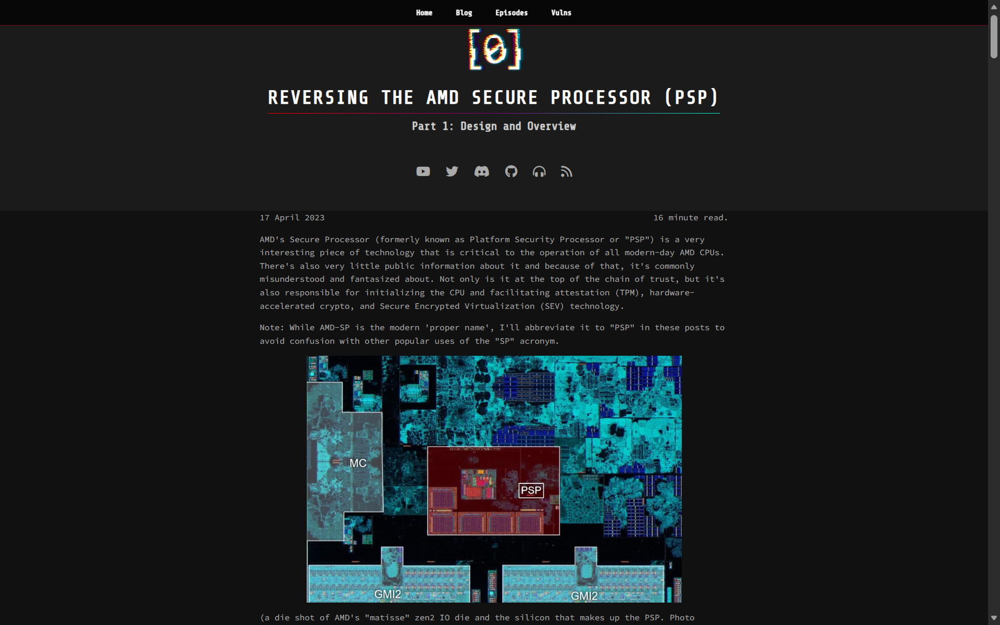 Home Blog Episodes Vulns
[0]
REVERSING THE AMD SECURE PROCESSOR (PSP)
Part 1: Design and Overview
17 April 2023 16 minute read.
AMD's Secure Processor (formerly known as Platform Security Processor or "PSP") is a very
interesting piece of technology that is critical to the operation of all modern-day AMD CPUs.
There's also very little public information about it and because of that, it's commonly
misunderstood and fantasized about. Not only is it at the top of the chain of trust, but it's
also responsible for initializing the CPU and facilitating attestation (TPM), hardware-
accelerated crypto, and Secure Encrypted Virtualization (SEV) technology.
Note: While AMD-SP is the modern 'proper name', I'll abbreviate it to "PSP" in these posts to
avoid confusion with other popular uses of the "SP" acronym.
MC
PSP
GMI2
GMI2
(a die shot of AMD's "matisse" zen2 IO die and the silicon that makes up the PSP. Photo